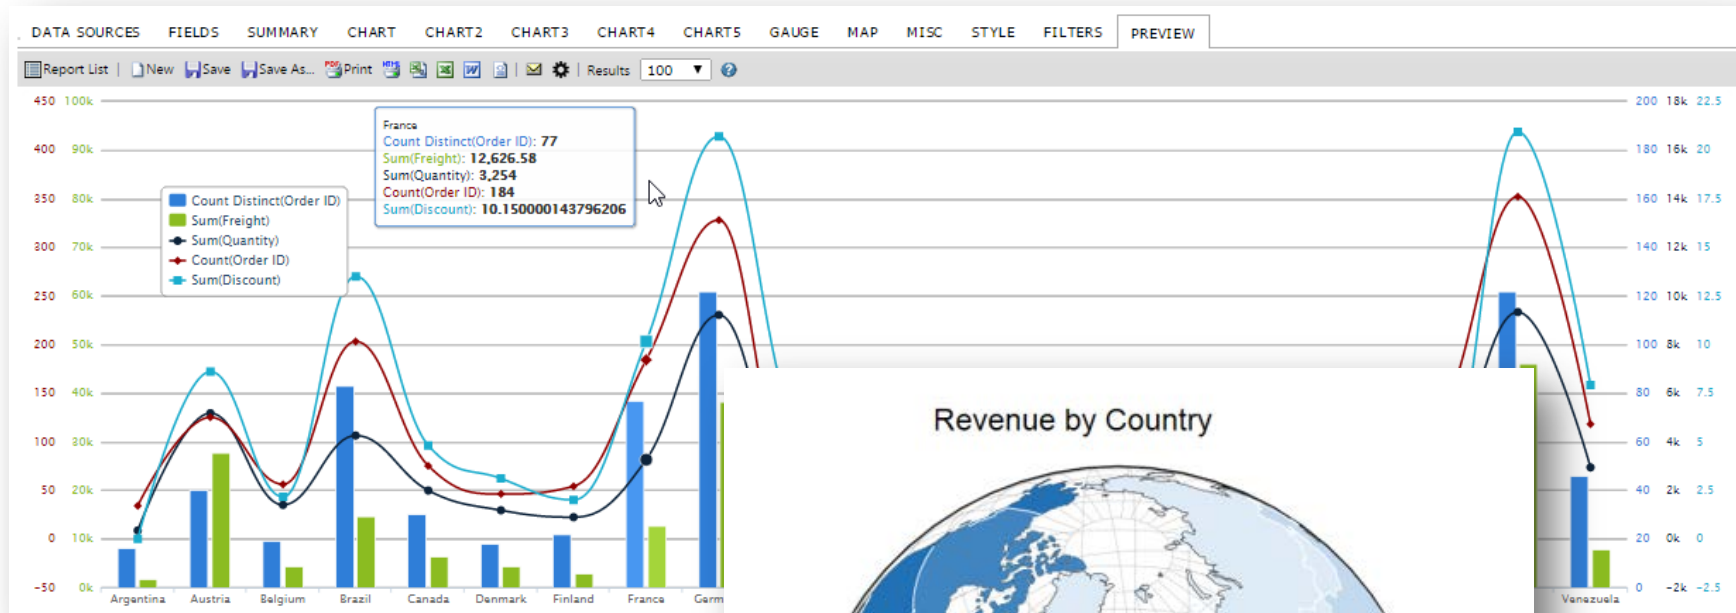 DATA SOURCES FIELDS SUMMARY CHART CHART2 CHART3 CHART4 CHART5 GAUGE MAP MISC STYLE FILTERS PREVIEW
Report List | New Save Save As... Print | Results 100
450 100k 200 18k 22.5
400 90k 180 16k 20
350 80k 160 14k 17.5
300 70k 140 12k 15
250 60k 120 10k 12.5
200 50k 100 8k 10
150 40k 80 6k 7.5
100 30k 60 4k 5
50 20k 40 2k 2.5
0 10k 20 0k 0
-50 0k 0 -2k -2.5
France
Count Distinct(Order ID): 77
Sum(Freight): 12,626.58
Sum(Quantity): 3,254
Count(Order ID): 184
Sum(Discount): 10.150000143796206
Count Distinct(Order ID)
Sum(Freight)
Sum(Quantity)
Count(Order ID)
Sum(Discount)
Revenue by Country
Argentina Austria Belgium Brazil Canada Denmark Finland France Germ Venezuela